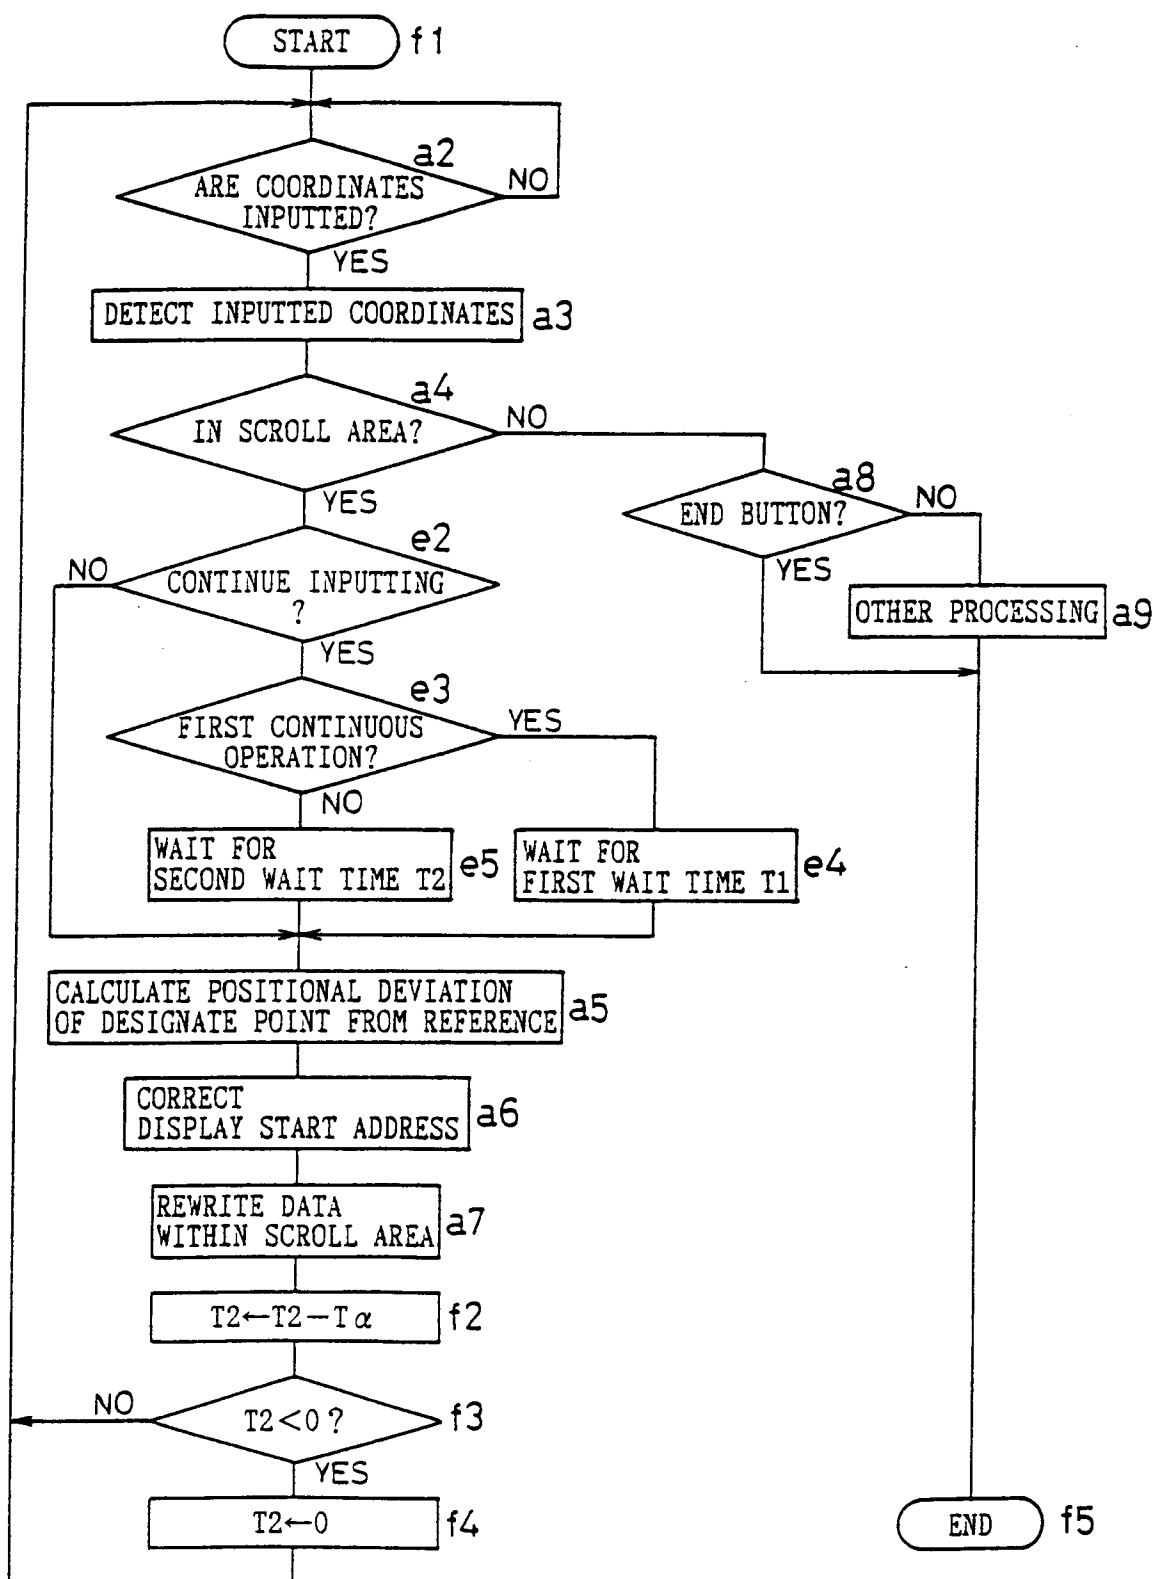 START
f1
a2
NO
ARE COORDINATES
INPUTTED?
YES
DETECT INPUTTED COORDINATES
a3
a4
NO
IN SCROLL AREA?
YES
a8
NO
END BUTTON?
YES
OTHER PROCESSING
a9
e2
NO
CONTINUE INPUTTING
?
YES
e3
YES
FIRST CONTINUOUS
OPERATION?
NO
WAIT FOR
SECOND WAIT TIME T2
e5
WAIT FOR
FIRST WAIT TIME T1
e4
CALCULATE POSITIONAL DEVIATION
OF DESIGNATE POINT FROM REFERENCE
a5
CORRECT
DISPLAY START ADDRESS
a6
REWRITE DATA
WITHIN SCROLL AREA
a7
T2←T2−Tα
f2
NO
T2<0?
f3
YES
T2←0
f4
END
f5